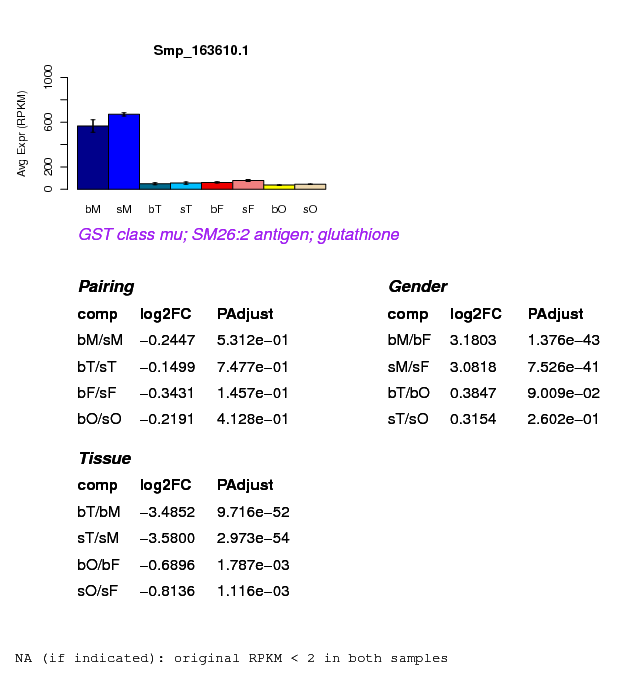 Smp_163610.1
Avg Expr (RPKM)
1000
600
200
0
bM sM bT sT bF sF bO sO
GST class mu; SM26:2 antigen; glutathione
Pairing
comp log2FC PAdjust
bM/sM −0.2447 5.312e−01
bT/sT −0.1499 7.477e−01
bF/sF −0.3431 1.457e−01
bO/sO −0.2191 4.128e−01
Gender
comp log2FC PAdjust
bM/bF 3.1803 1.376e−43
sM/sF 3.0818 7.526e−41
bT/bO 0.3847 9.009e−02
sT/sO 0.3154 2.602e−01
Tissue
comp log2FC PAdjust
bT/bM −3.4852 9.716e−52
sT/sM −3.5800 2.973e−54
bO/bF −0.6896 1.787e−03
sO/sF −0.8136 1.116e−03
NA (if indicated): original RPKM < 2 in both samples